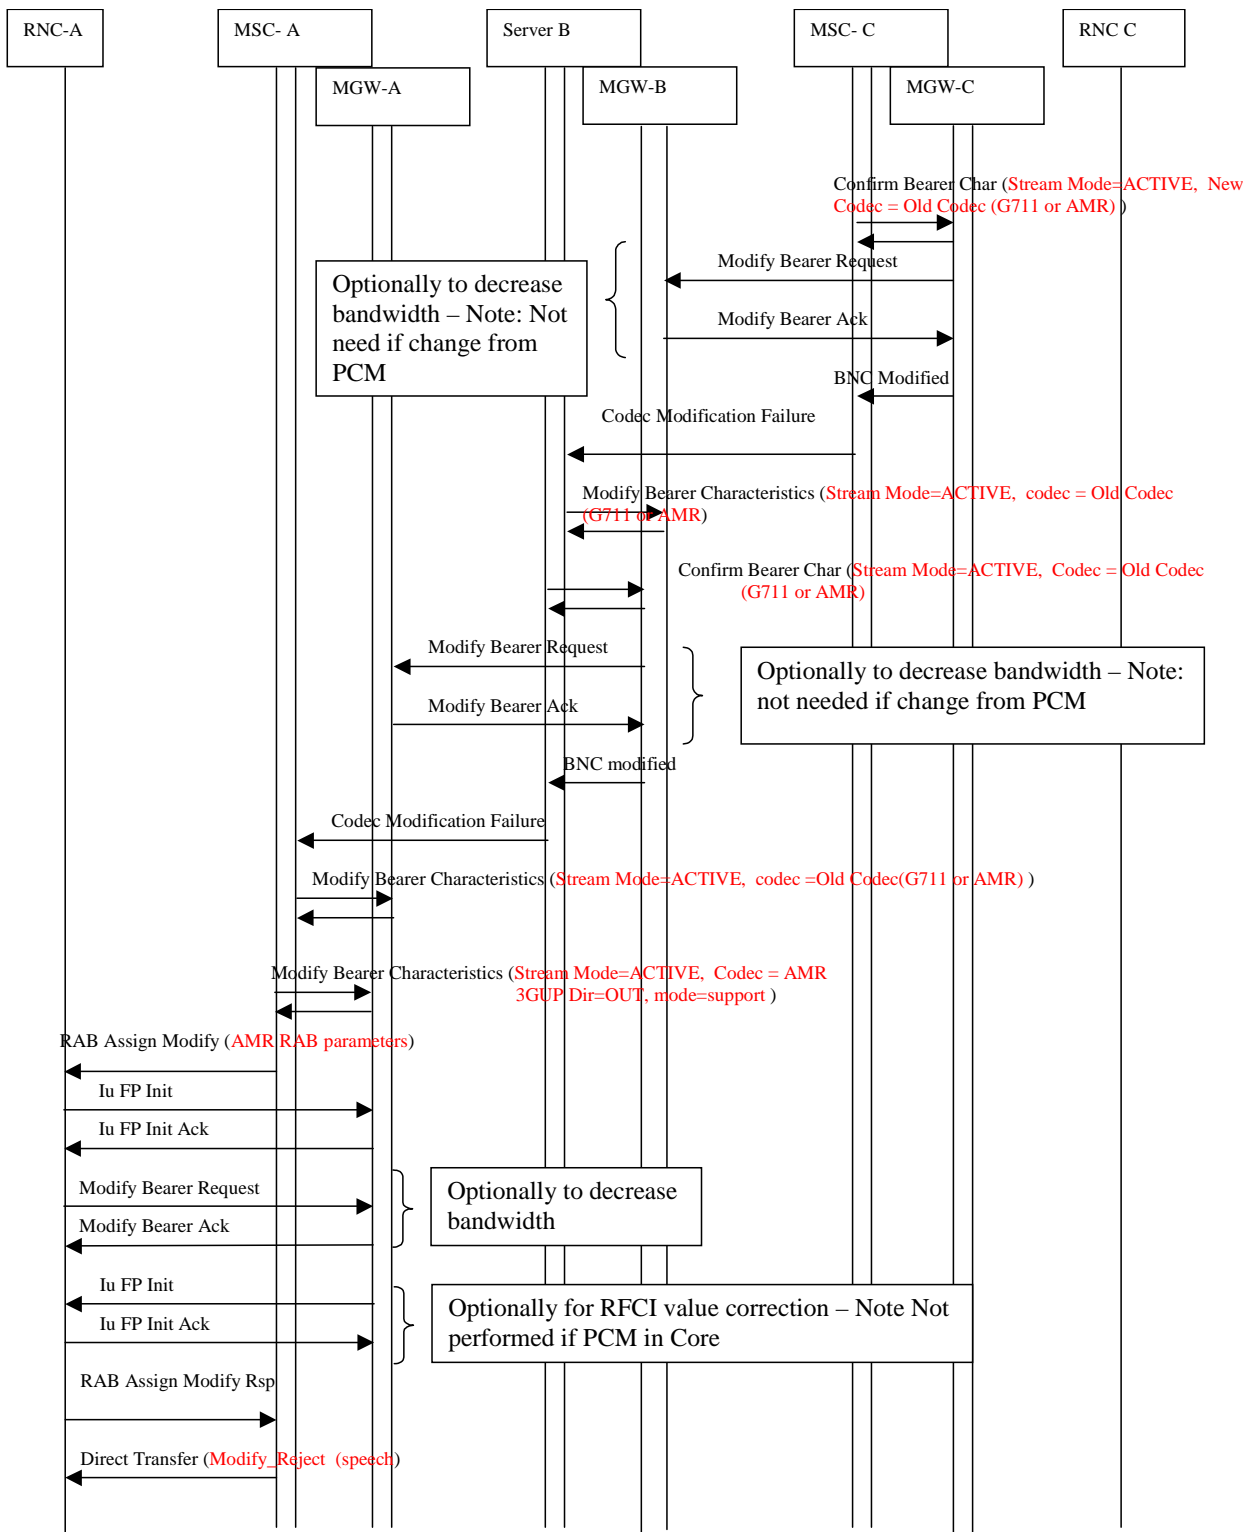 RNC-A
MSC- A
Server B
MSC- C
RNC C
MGW-A
MGW-B
MGW-C
Confirm Bearer Char (Stream Mode=ACTIVE,  New
Codec = Old Codec (G711 or AMR) )
Modify Bearer Request
Optionally to decrease
bandwidth – Note: Not
need if change from
PCM
Modify Bearer Ack
BNC Modified
Codec Modification Failure
Modify Bearer Characteristics (Stream Mode=ACTIVE,  codec = Old Codec
(G711 or AMR)
Confirm Bearer Char (Stream Mode=ACTIVE,  Codec = Old Codec
(G711 or AMR)
Modify Bearer Request
Optionally to decrease bandwidth – Note:
not needed if change from PCM
Modify Bearer Ack
BNC modified
Codec Modification Failure
Modify Bearer Characteristics (Stream Mode=ACTIVE,  codec =Old Codec(G711 or AMR) )
Modify Bearer Characteristics (Stream Mode=ACTIVE,  Codec = AMR
3GUP Dir=OUT, mode=support )
RAB Assign Modify (AMR RAB parameters)
Iu FP Init
Iu FP Init Ack
Modify Bearer Request
Optionally to decrease
bandwidth
Modify Bearer Ack
Iu FP Init
Optionally for RFCI value correction – Note Not
performed if PCM in Core
Iu FP Init Ack
RAB Assign Modify Rsp
Direct Transfer (Modify_Reject  (speech)